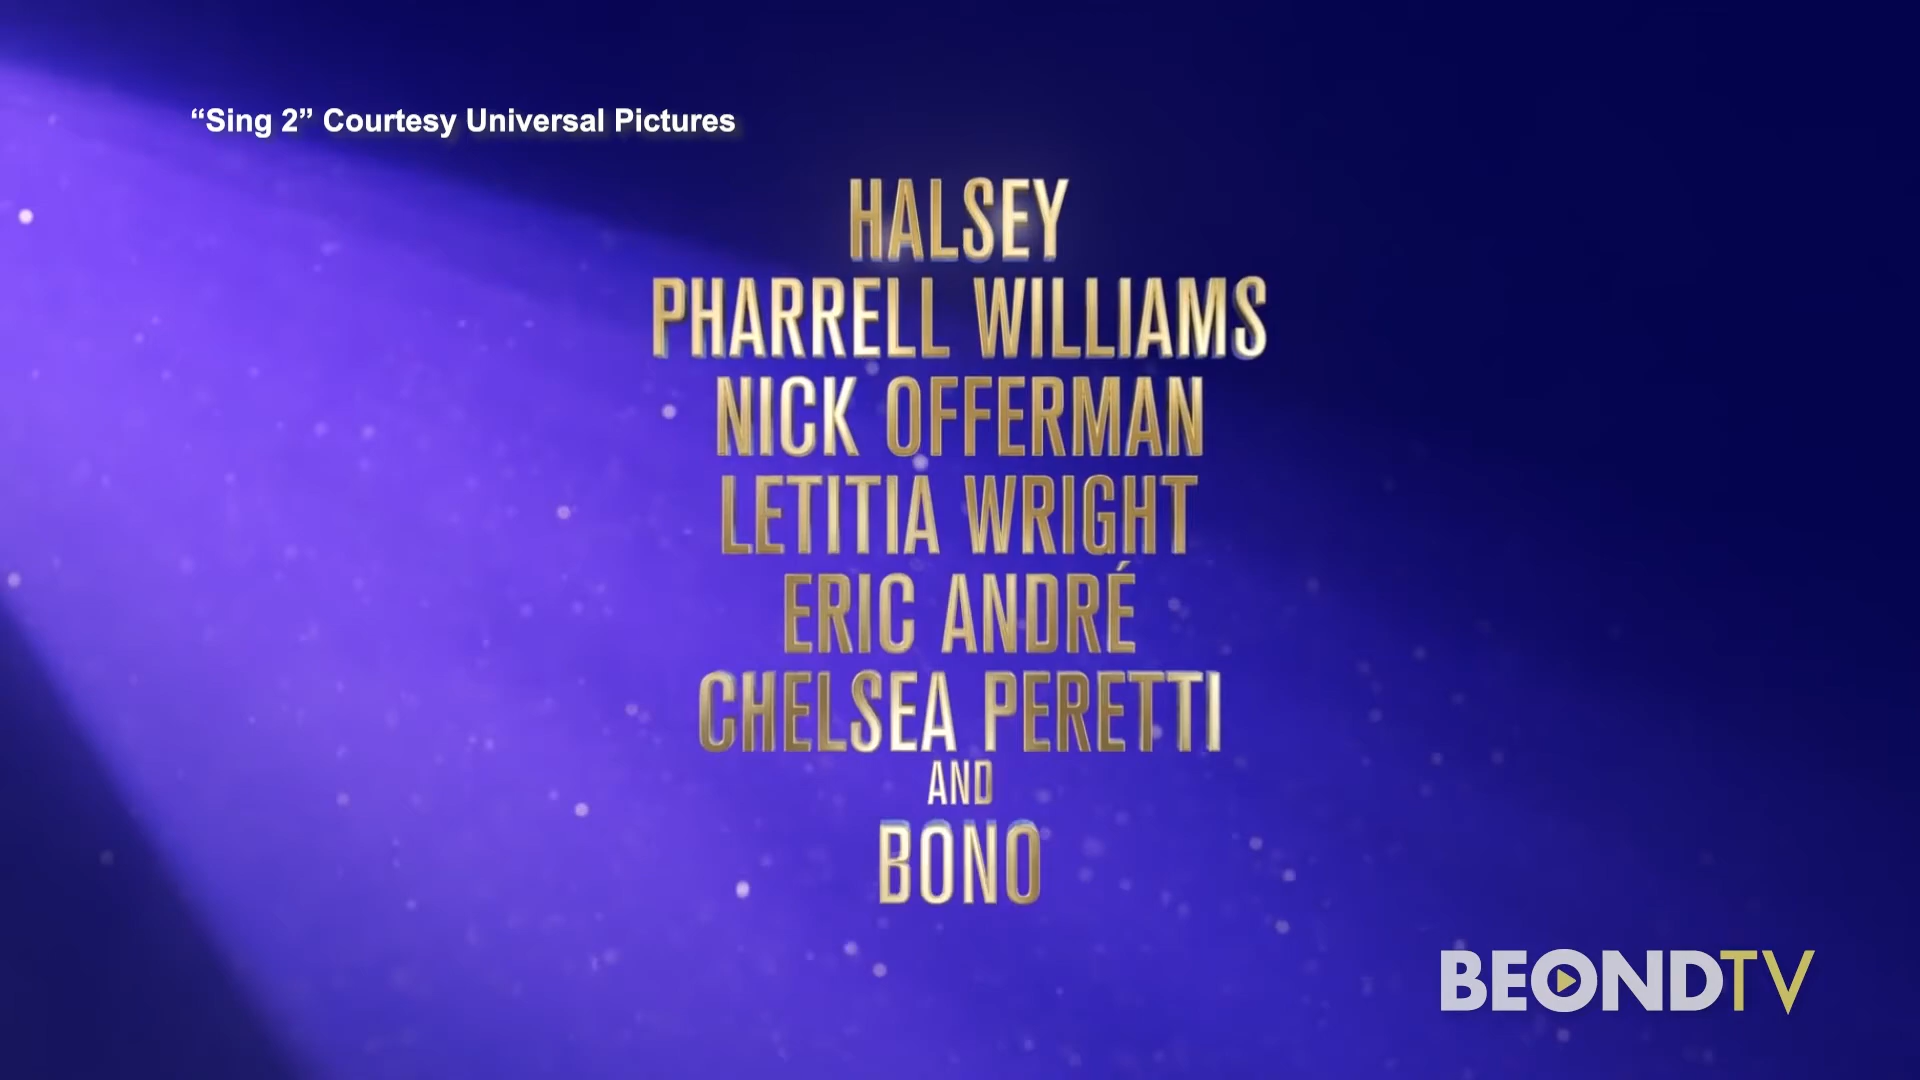 “Sing 2” Courtesy Universal Pictures
HALSEY
PHARRELL WILLIAMS
NICK OFFERMAN
LETITIA WRIGHT
ERIC ANDRÉ
CHELSEA PERETTI
AND
BONO
BEONDTV